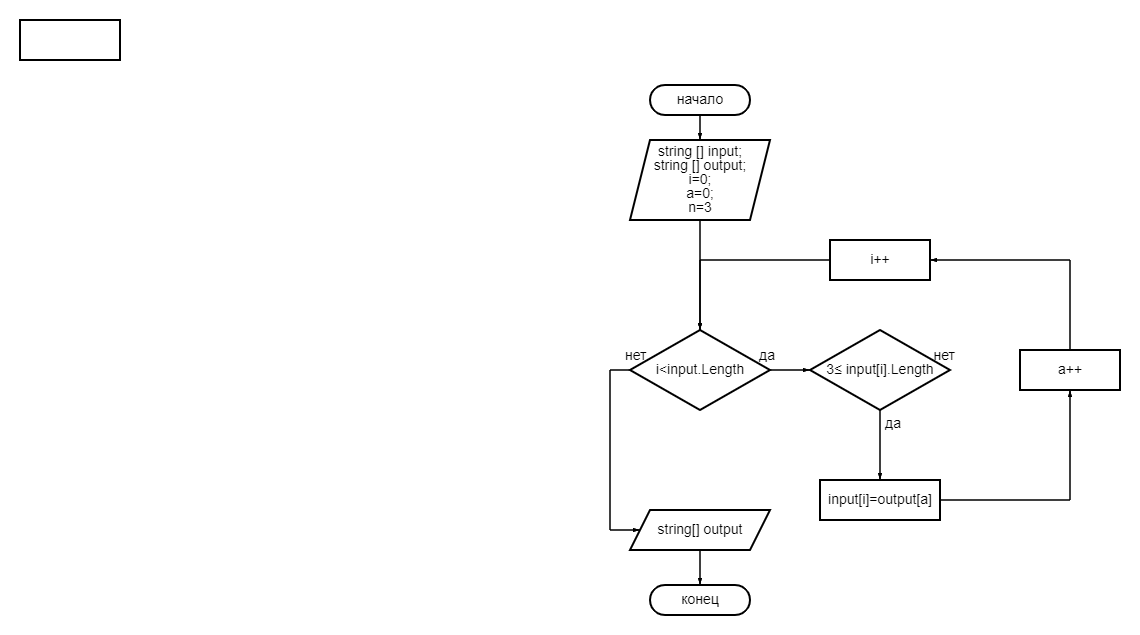 начало
string [] input;
string [] output;
i=0;
a=0;
n=3
i++
нет
i<input.Length
да
3≤ input[i].Length
нет
a++
да
input[i]=output[a]
string[] output
конец